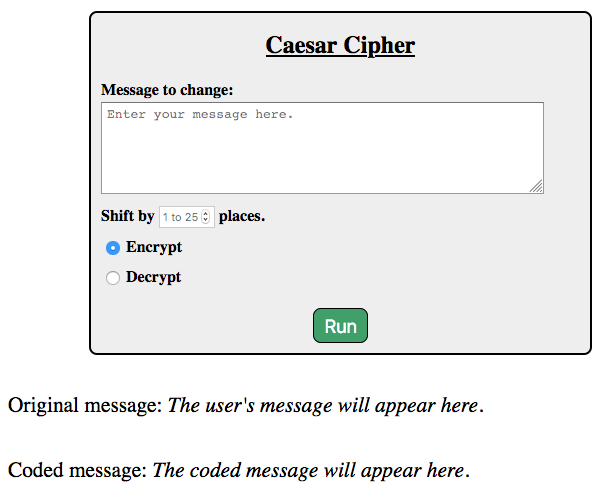 Caesar Cipher
Message to change:
Enter your message here.
Shift by 1 to 25 places.
Encrypt
Decrypt
Run
Original message: The user's message will appear here.
Coded message: The coded message will appear here.